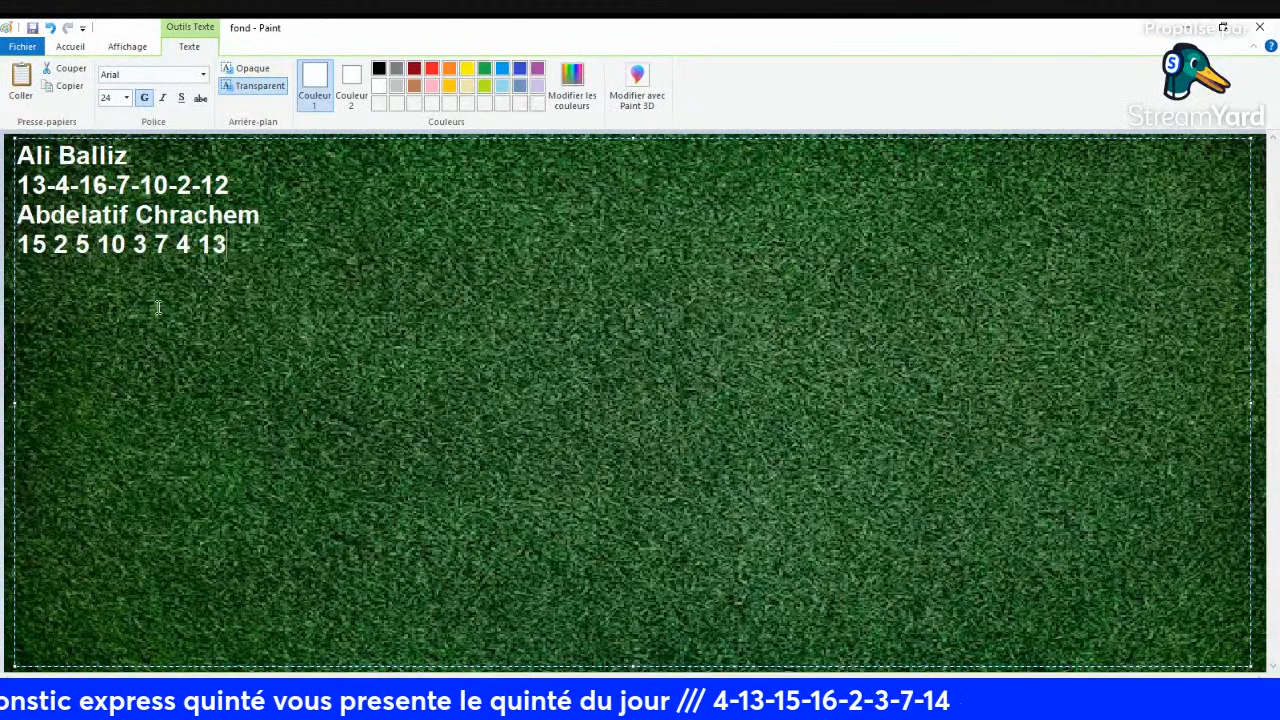 Outils Texte
fond - Paint
Propulsé par
Fichier
Accueil
Affichage
Texte
Coller
Couper
Copier
Presse-papiers
Arial
24
G I S abc
Police
Opaque
Transparent
Arrière-plan
Couleur 1
Couleur 2
Modifier les couleurs
Couleurs
Modifier avec Paint 3D
S
StreamYard
Ali Balliz
13-4-16-7-10-2-12
Abdelatif Chrachem
15 2 5 10 3 7 4 13
onstic express quinté vous presente le quinté du jour /// 4-13-15-16-2-3-7-14